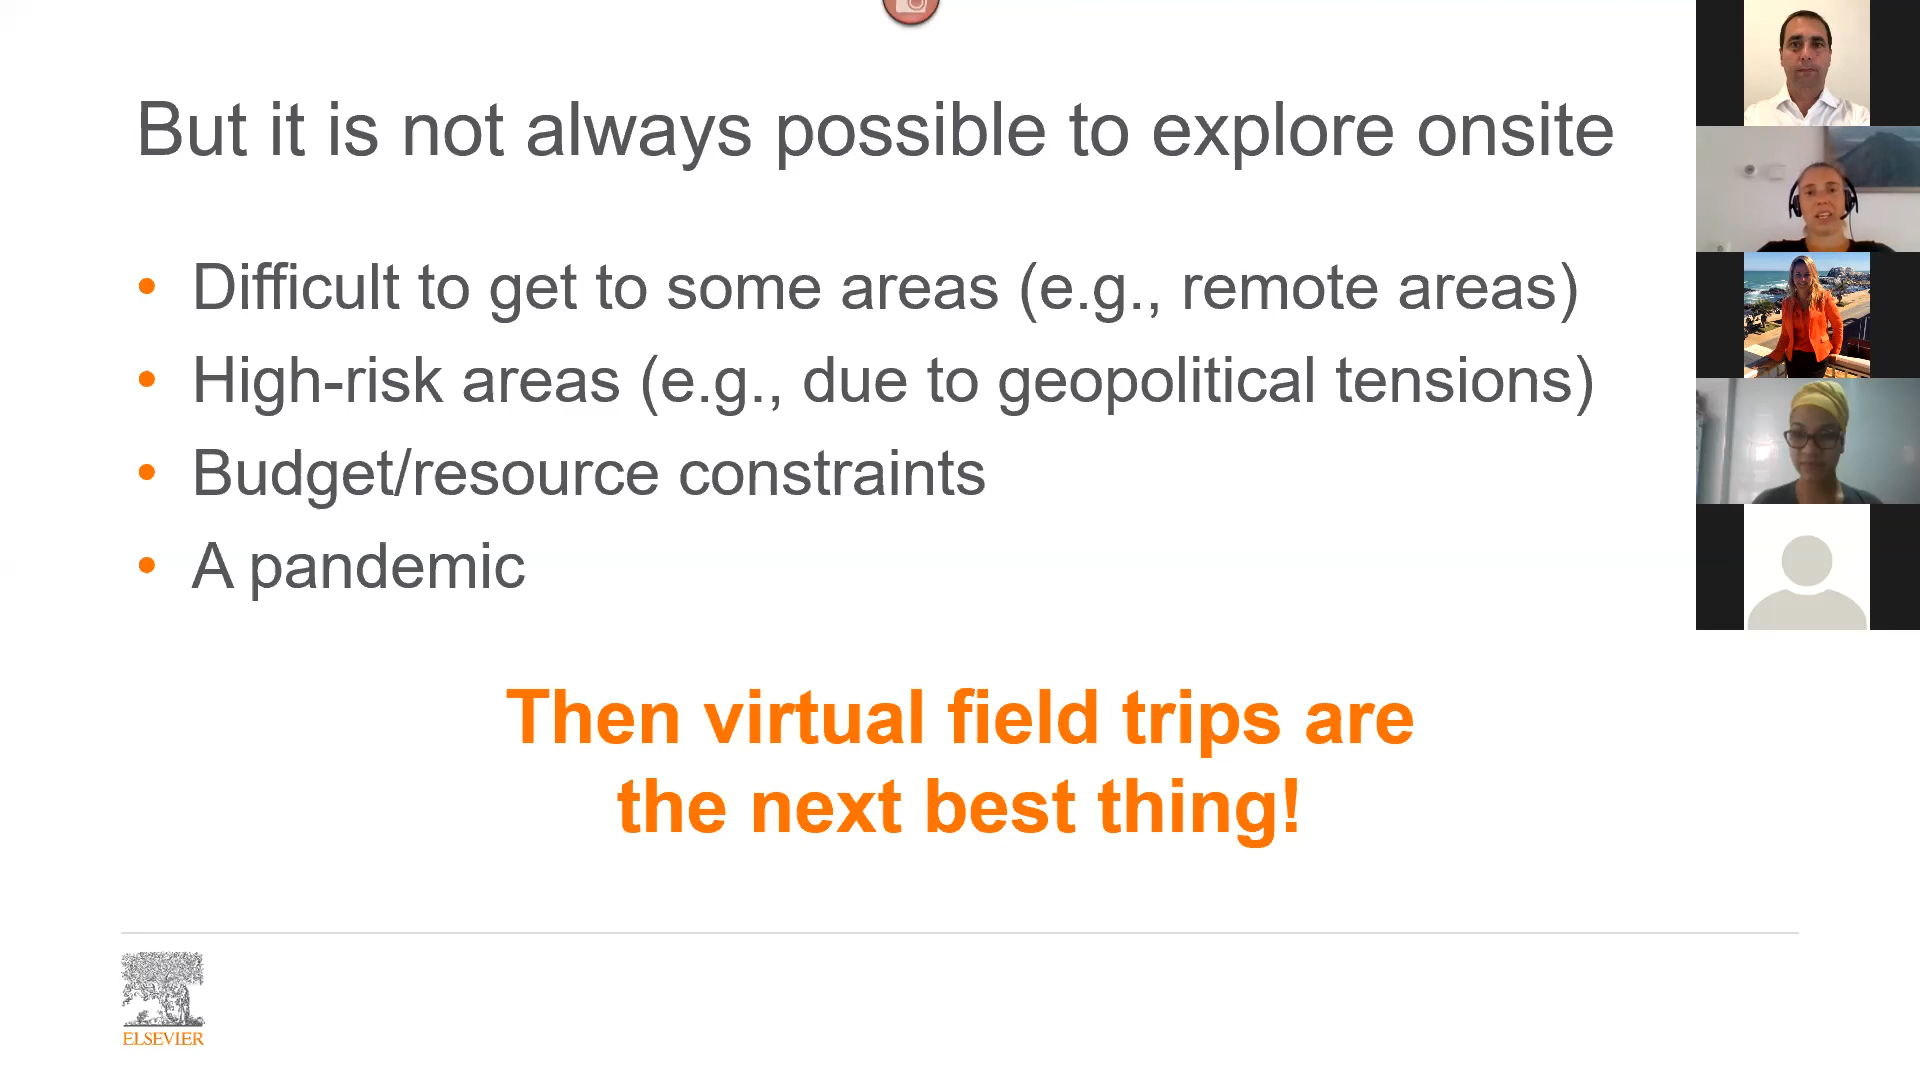 But it is not always possible to explore onsite
• Difficult to get to some areas (e.g., remote areas)
• High-risk areas (e.g., due to geopolitical tensions)
• Budget/resource constraints
• A pandemic
Then virtual field trips are
the next best thing!
ELSEVIER